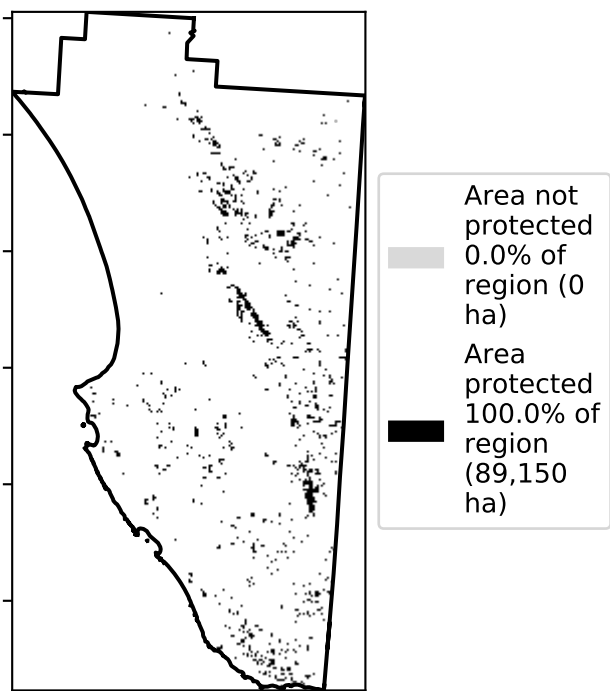 Area not
protected
0.0% of
region (0
ha)
Area
protected
100.0% of
region
(89,150
ha)